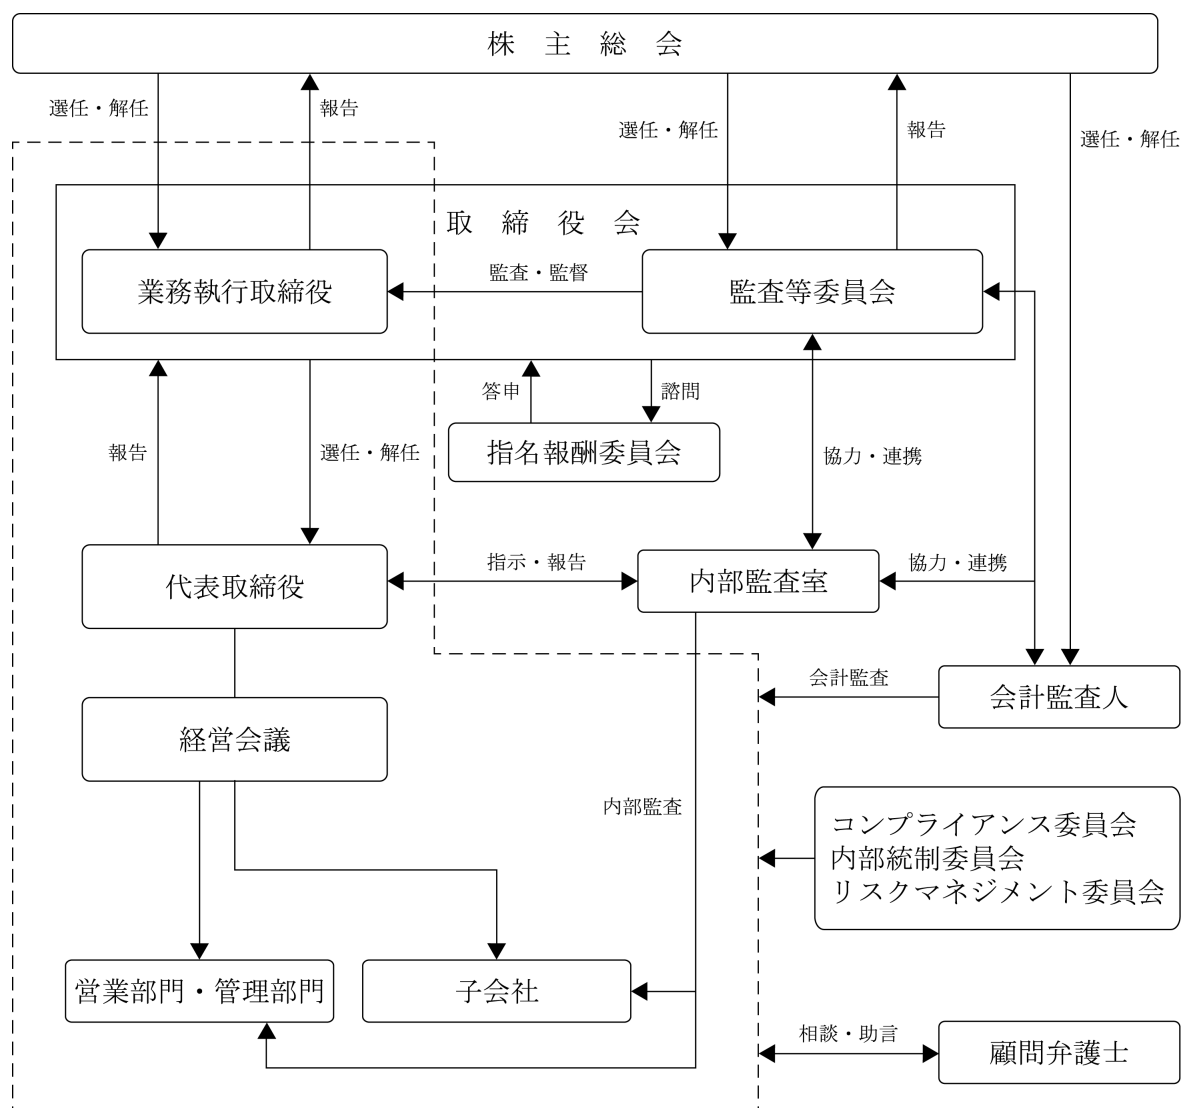 株主総会
選任・解任
報告
選任・解任
報告
選任・解任
取締役会
業務執行取締役
監査・監督
監査等委員会
答申
諮問
報告
選任・解任
指名報酬委員会
協力・連携
代表取締役
指示・報告
内部監査室
協力・連携
会計監査
会計監査人
経営会議
内部監査
コンプライアンス委員会
内部統制委員会
リスクマネジメント委員会
営業部門・管理部門
子会社
相談・助言
顧問弁護士